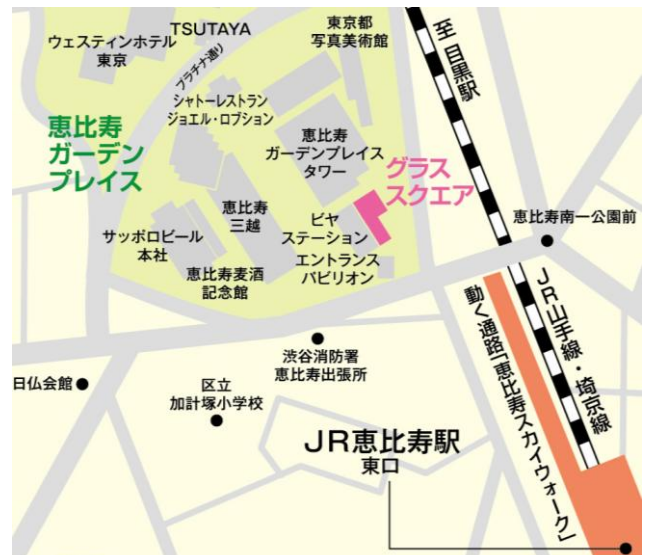 TSUTAYA
ウェスティンホテル
東京
プラチナ通り
東京都
写真美術館
至 目黒駅
シャトーレストラン
ジョエル・ロブション
恵比寿
ガーデン
プレイス
恵比寿
ガーデンプレイス
タワー
グラス
スクエア
恵比寿
三越
ビヤ
ステーション
サッポロビール
本社
恵比寿麦酒
記念館
エントランス
パビリオン
恵比寿南一公園前
JR山手線・埼京線
動く通路「恵比寿スカイウォーク」
渋谷消防署
恵比寿出張所
日仏会館
区立
加計塚小学校
JR恵比寿駅
東口